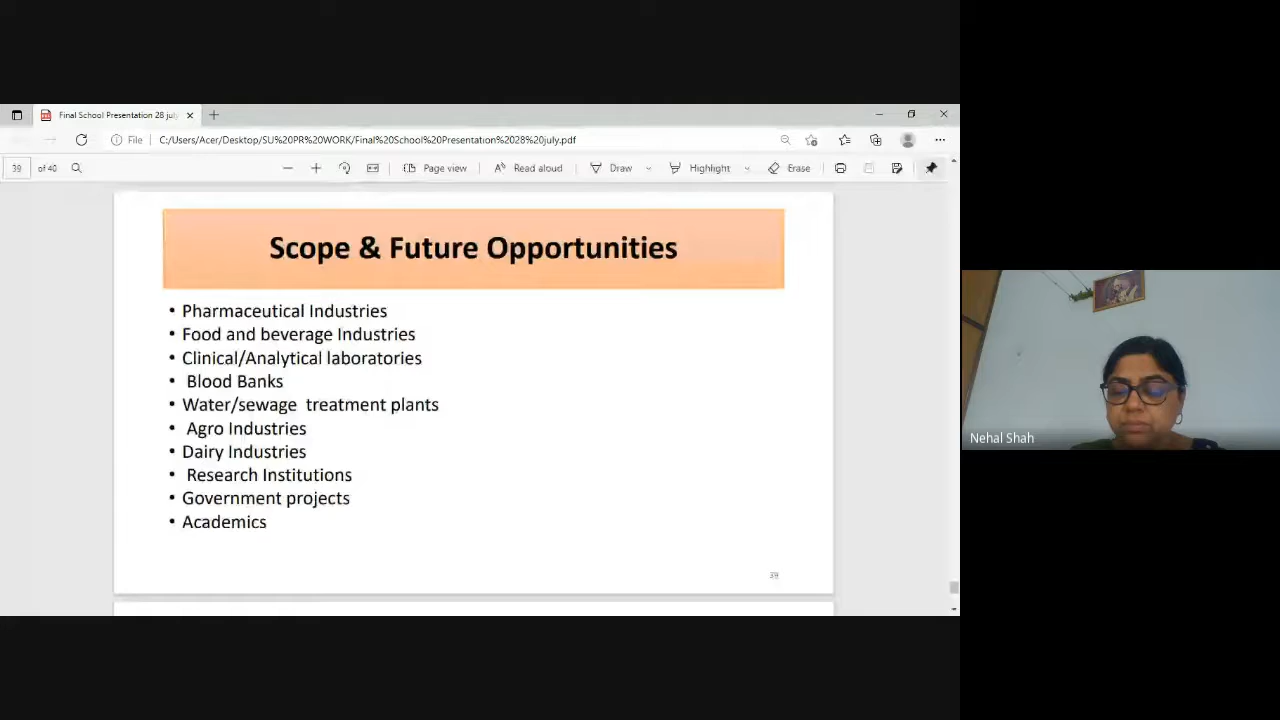 Final School Presentation 28 july
File
C:/Users/Acer/Desktop/SU%20PR%20WORK/Final%20School%20Presentation%2028%20july.pdf
39 of 40
Page view
Read aloud
Draw
Highlight
Erase
Scope & Future Opportunities
• Pharmaceutical Industries
• Food and beverage Industries
• Clinical/Analytical laboratories
• Blood Banks
• Water/sewage treatment plants
• Agro Industries
• Dairy Industries
• Research Institutions
• Government projects
• Academics
39
Nehal Shah